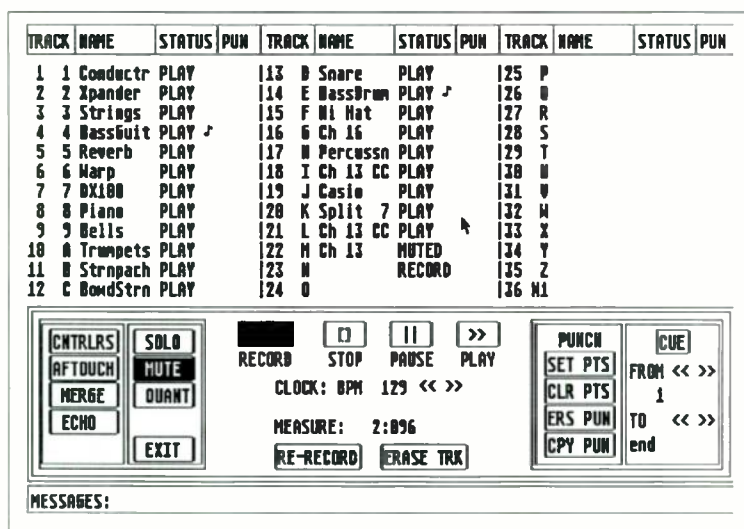 TRACK NAME STATUS PUN TRACK NAME STATUS PUN TRACK NAME STATUS PUN
1 1 Conductr PLAY 13 D Snare PLAY 25 P
2 2 Xpander PLAY 14 E BassDrum PLAY ♪ 26 Q
3 3 Strings PLAY 15 F Hi Hat PLAY 27 R
4 4 BassGuit PLAY ♪ 16 G Ch 16 PLAY 28 S
5 5 Reverb PLAY 17 H Percussn PLAY 29 T
6 6 Warp PLAY 18 I Ch 13 CC PLAY 30 U
7 7 DX100 PLAY 19 J Casio PLAY 31 V
8 8 Piano PLAY 20 K Split 7 PLAY 32 W
9 9 Bells PLAY 21 L Ch 13 CC PLAY 33 X
10 A Trumpets PLAY 22 M Ch 13 MUTED 34 Y
11 B Strnpach PLAY 23 N RECORD 35 Z
12 C BowdStrn PLAY 24 O 36 M1
CNTRLRS SOLO
AFTOUCH MUTE
MERGE QUANT
ECHO
EXIT
RECORD STOP PAUSE PLAY
CLOCK: BPM 129 << >>
MEASURE: 2:096
RE-RECORD ERASE TRK
PUNCH
SET PTS
CLR PTS
ERS PUN
CPY PUN
CUE
FROM << >>
1
TO << >>
end
MESSAGES: